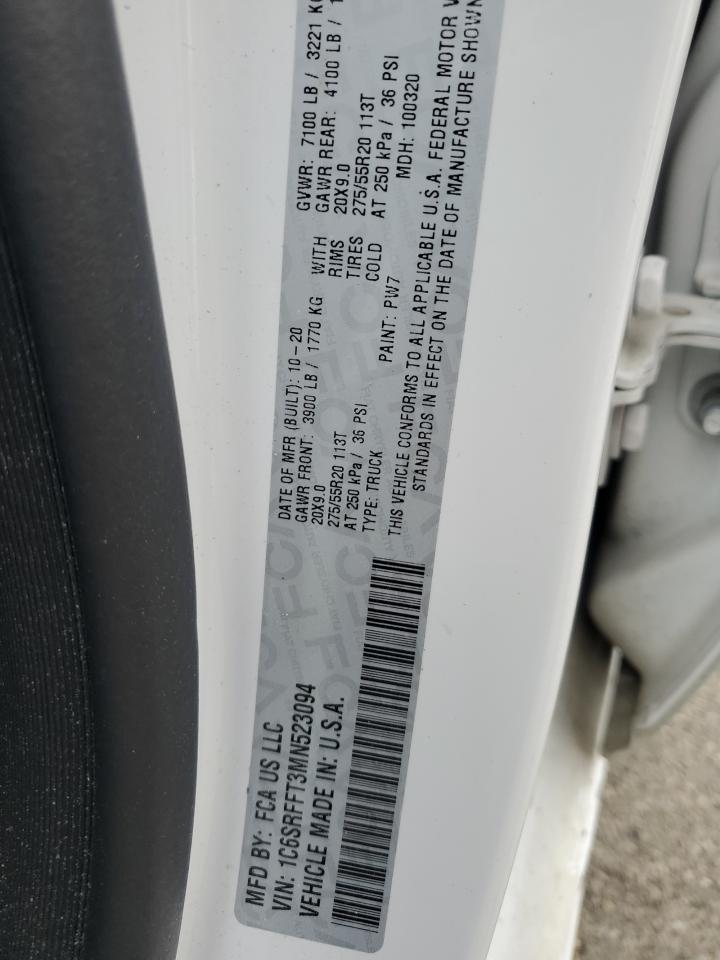 MFD BY: FCA US LLC
VIN: 1C6SRFFT3MN523094
VEHICLE MADE IN: U.S.A.
DATE OF MFR (BUILT): 10-20 GVWR: 7100 LB / 3221
GAWR FRONT: 3900 LB / 1770 KG WITH GAWR REAR: 4100 LB /
20X9.0 RIMS 20X9.0
275/55R20 113T TIRES 275/55R20 113T
AT 250 kPa / 36 PSI COLD AT 250 kPa / 36 PSI
TYPE: TRUCK PAINT: PW7 MDH: 100320
THIS VEHICLE CONFORMS TO ALL APPLICABLE U.S.A. FEDERAL MOTOR
STANDARDS IN EFFECT ON THE DATE OF MANUFACTURE SHOWN